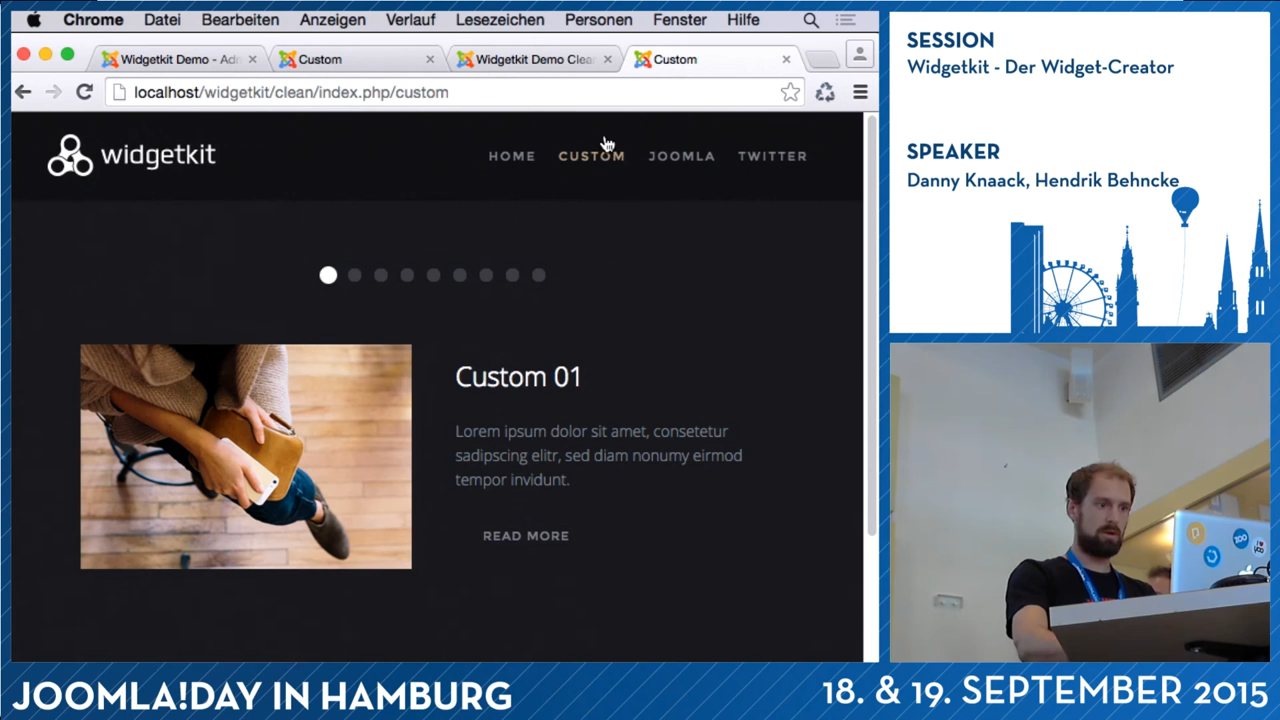 Chrome Datei Bearbeiten Anzeigen Verlauf Lesezeichen Personen Fenster Hilfe
Widgetkit Demo - Adr
Custom
Widgetkit Demo Clea
Custom
localhost/widgetkit/clean/index.php/custom
widgetkit
HOME CUSTOM JOOMLA TWITTER
Custom 01
Lorem ipsum dolor sit amet, consetetur
sadipscing elitr, sed diam nonumy eirmod
tempor invidunt.
READ MORE
SESSION
Widgetkit - Der Widget-Creator
SPEAKER
Danny Knaack, Hendrik Behncke
ZOO
JOOMLA!DAY IN HAMBURG
18. & 19. SEPTEMBER 2015